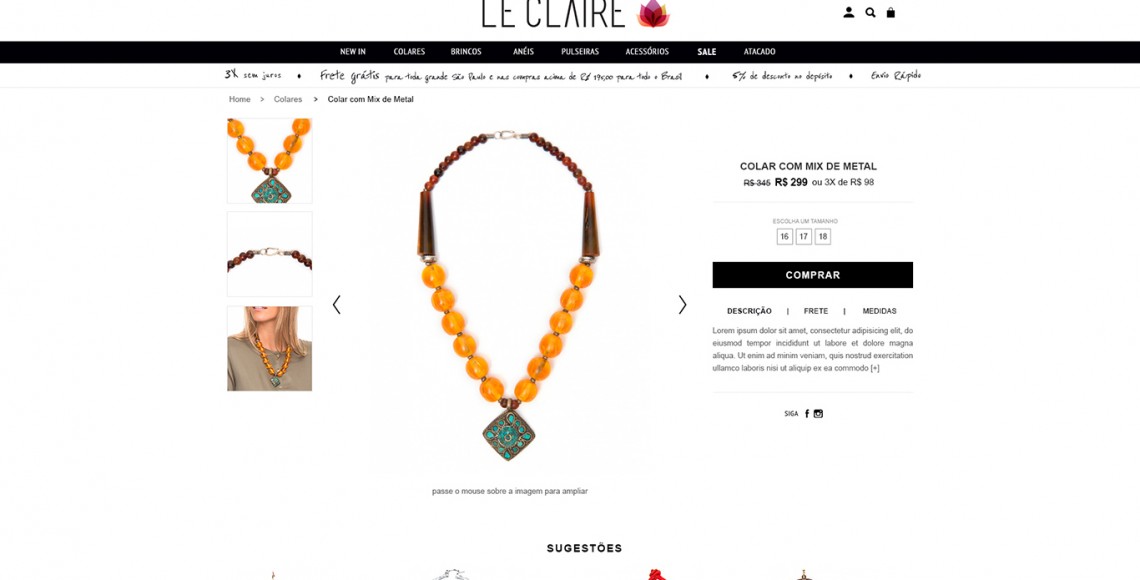 LE CLAIRE
NEW IN COLARES BRINCOS ANÉIS PULSEIRAS ACESSÓRIOS SALE ATACADO
3X sem juros • Frete grátis para toda grande São Paulo e nas compras acima de R$ para todo o Brasil • 5% de desconto no depósito • Envio Rápido
Home > Colares > Colar com Mix de Metal
COLAR COM MIX DE METAL
R$ 345 R$ 299 ou 3X de R$ 98
ESCOLHA UM TAMANHO
16 17 18
COMPRAR
DESCRIÇÃO | FRETE | MEDIDAS
Lorem ipsum dolor sit amet, consectetur adipisicing elit, do
eiusmod tempor incididunt ut labore et dolore magna
aliqua. Ut enim ad minim veniam, quis nostrud exercitation
ullamco laboris nisi ut aliquip ex ea commodo [+]
SIGA
passe o mouse sobre a imagem para ampliar
SUGESTÕES